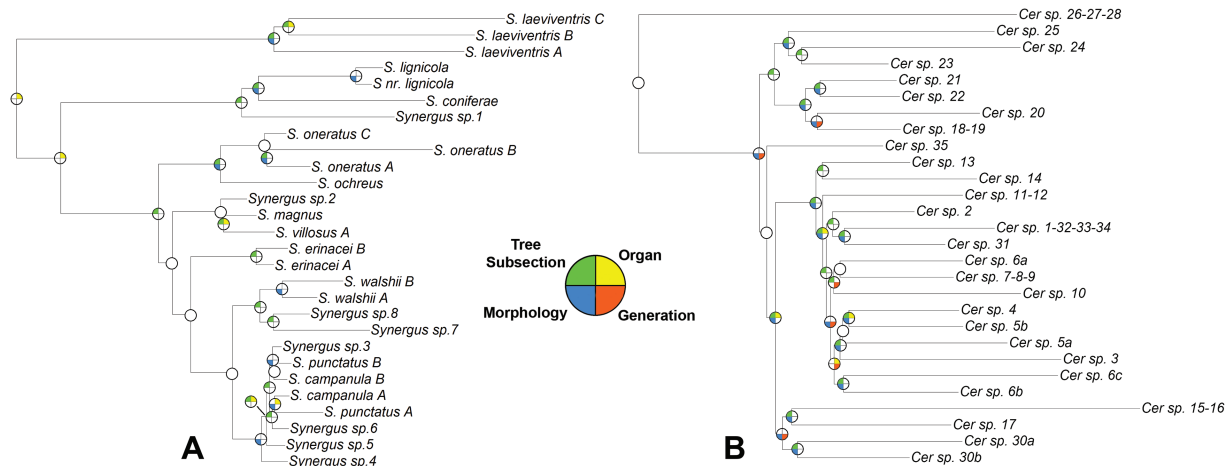 S. laeviventris C
S. laeviventris B
S. laeviventris A
S. lignicola
S nr. lignicola
S. coniferae
Synergus sp.1
S. oneratus C
S. oneratus B
S. oneratus A
S. ochreus
Synergus sp.2
S. magnus
S. villosus A
S. erinacei B
S. erinacei A
S. walshii B
S. walshii A
Synergus sp.8
Synergus sp.7
Synergus sp.3
S. punctatus B
S. campanula B
S. campanula A
S. punctatus A
Synergus sp.6
Synergus sp.5
Synergus sp.4
A
Tree
Subsection
Organ
Morphology
Generation
B
Cer sp. 26-27-28
Cer sp. 25
Cer sp. 24
Cer sp. 23
Cer sp. 21
Cer sp. 22
Cer sp. 20
Cer sp. 18-19
Cer sp. 35
Cer sp. 13
Cer sp. 14
Cer sp. 11-12
Cer sp. 2
Cer sp. 1-32-33-34
Cer sp. 31
Cer sp. 6a
Cer sp. 7-8-9
Cer sp. 10
Cer sp. 4
Cer sp. 5b
Cer sp. 5a
Cer sp. 3
Cer sp. 6c
Cer sp. 6b
Cer sp. 15-16
Cer sp. 17
Cer sp. 30a
Cer sp. 30b